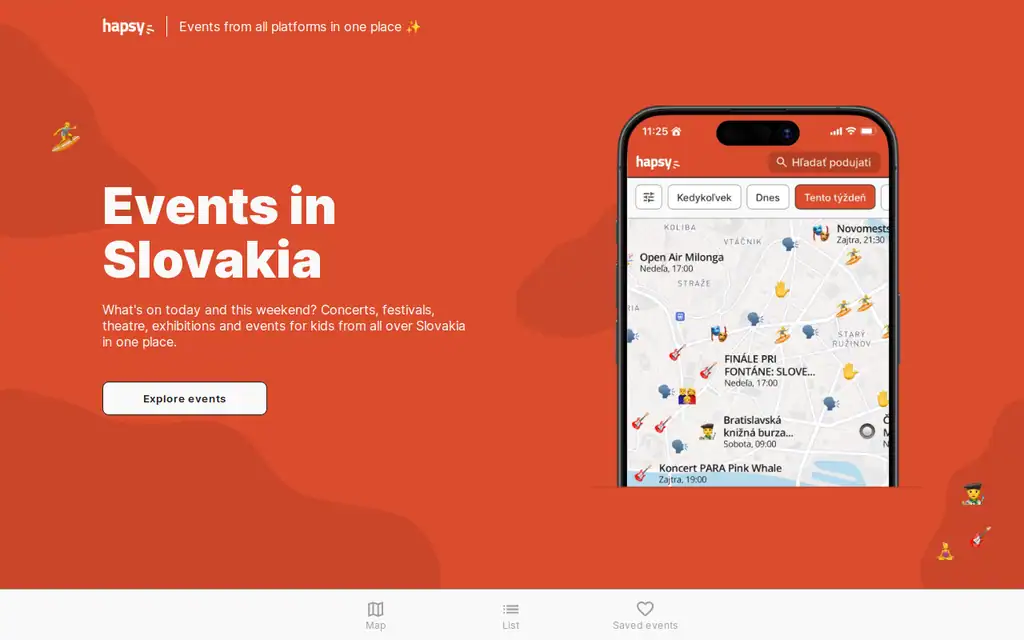 hapsy
Events from all platforms in one place ✨
Events in
Slovakia
What's on today and this weekend? Concerts, festivals,
theatre, exhibitions and events for kids from all over Slovakia
in one place.
Explore events
11:25
hapsy
Hľadať podujati
Kedykoľvek
Dnes
Tento týždeň
KOLIBA
VTÁČNIK
Novomests
Zajtra, 21:30
Open Air Milonga
Nedeľa, 17:00
STRÁŽE
STARÝ
RUŽINOV
FINÁLE PRI
FONTÁNE: SLOVE...
Nedeľa, 17:00
Bratislavská
knižná burza...
Sobota, 09:00
Koncert PARA Pink Whale
Zajtra, 19:00
Map
List
Saved events